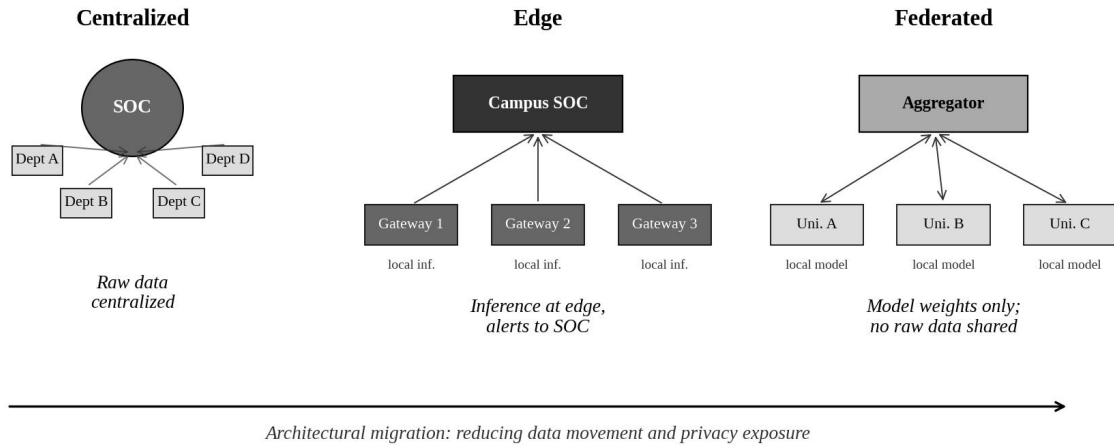 Centralized
SOC
Dept A
Dept D
Dept B
Dept C
Raw data
centralized
Edge
Campus SOC
Gateway 1
Gateway 2
Gateway 3
local inf.
local inf.
local inf.
Inference at edge,
alerts to SOC
Federated
Aggregator
Uni. A
Uni. B
Uni. C
local model
local model
local model
Model weights only;
no raw data shared
Architectural migration: reducing data movement and privacy exposure